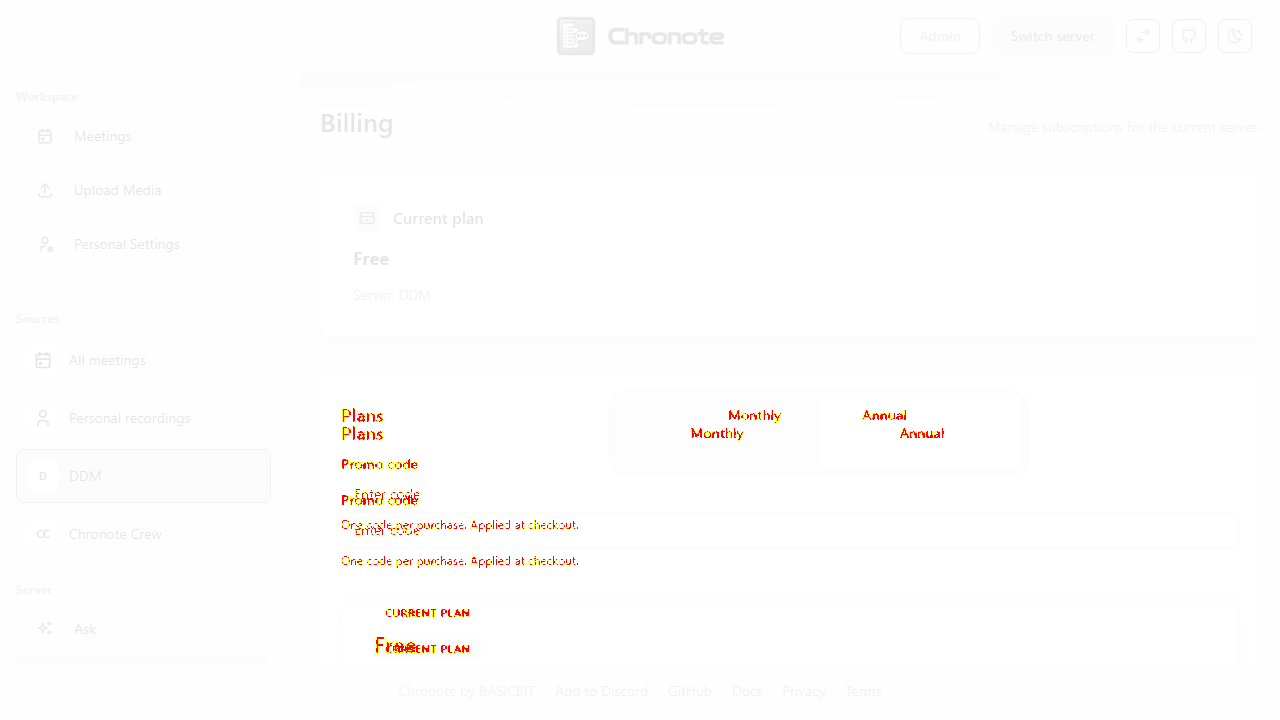 Chronote
Admin
Switch server
Workspace
Meetings
Upload Media
Personal Settings
Sources
All meetings
Personal recordings
D
DDM
CC
Chronote Crew
Server
Ask
Billing
Manage subscriptions for the current server.
Current plan
Free
Server: DDM
Plans
Monthly
Annual
Plans
Monthly
Annual
Promo code
Enter code
Promo code
One code per purchase. Applied at checkout.
Enter code
One code per purchase. Applied at checkout.
CURRENT PLAN
Free
CURRENT PLAN
Chronote by BASICBIT
Add to Discord
GitHub
Docs
Privacy
Terms